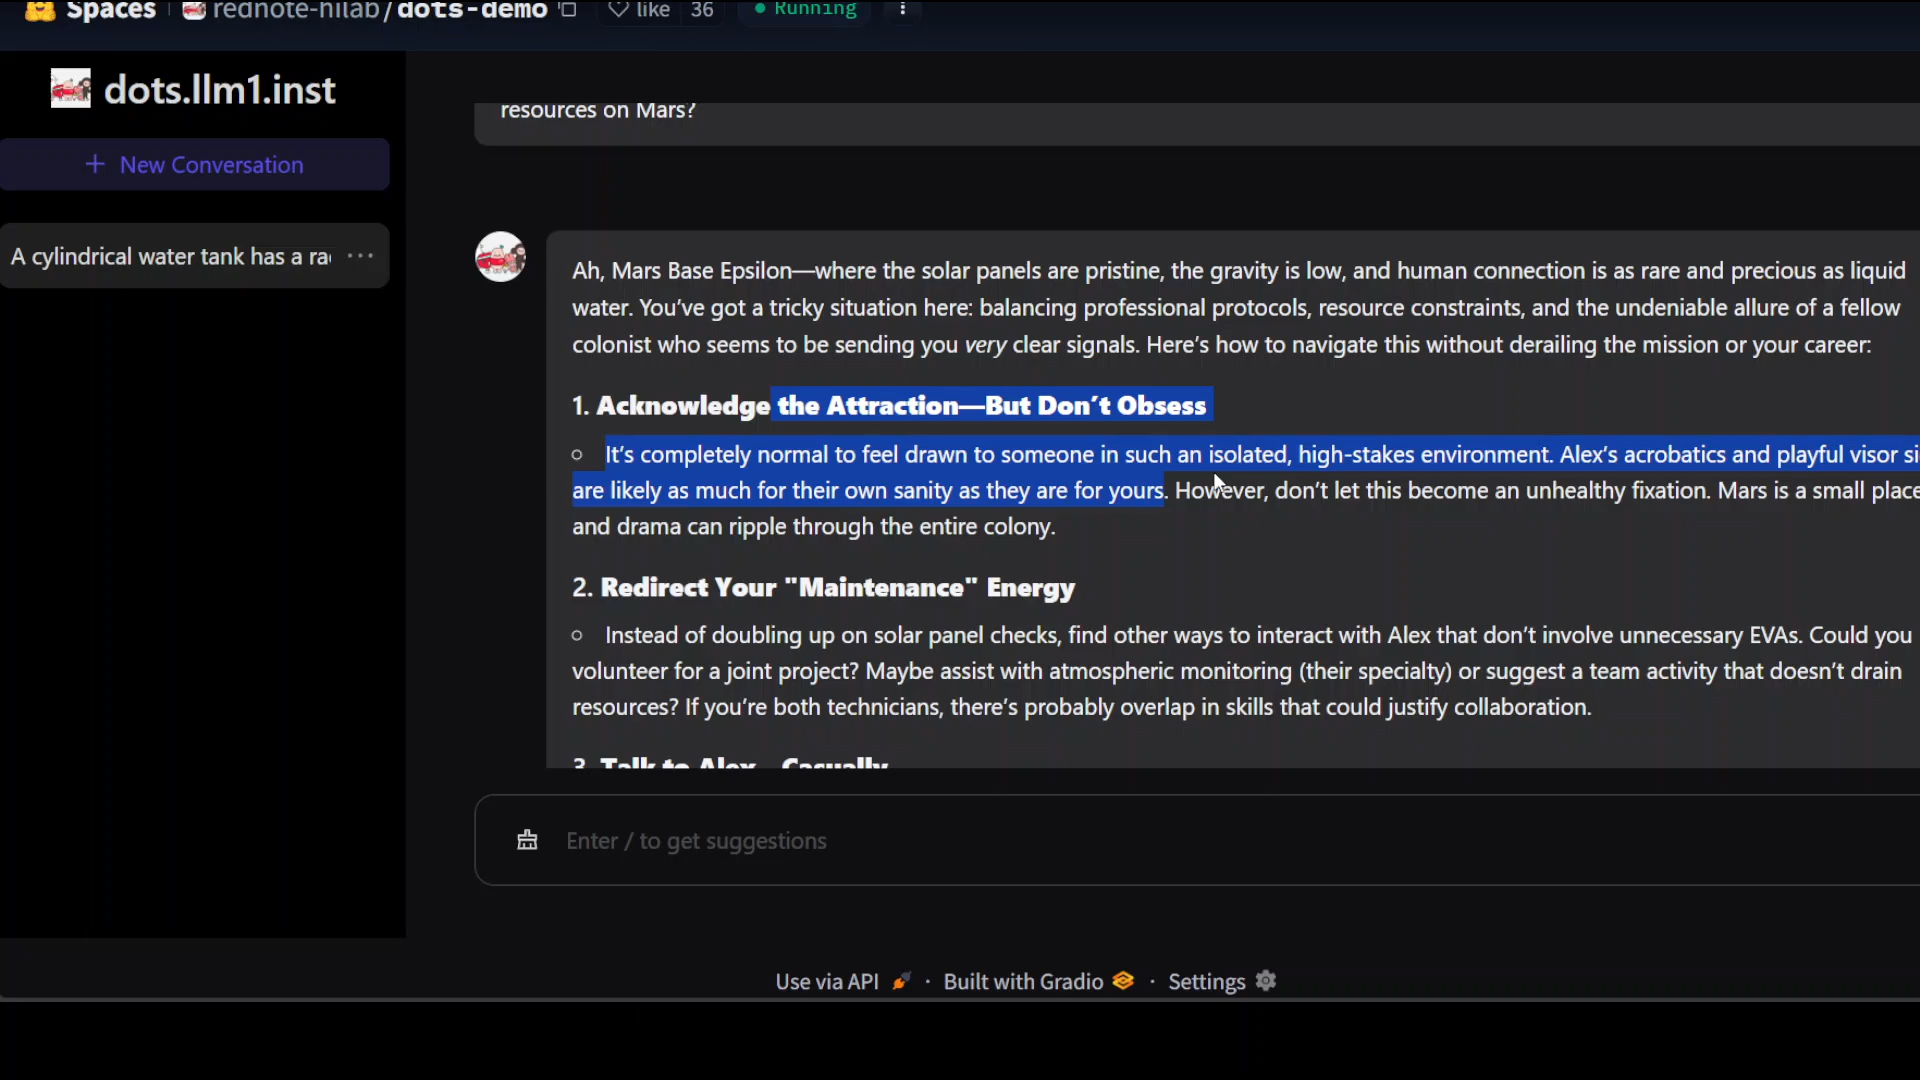 Spaces rednote-hilab/dots-demo like 36 Running
dots.llm1.inst
resources on Mars?
+ New Conversation
A cylindrical water tank has a ra ···
Ah, Mars Base Epsilon—where the solar panels are pristine, the gravity is low, and human connection is as rare and precious as liquid
water. You’ve got a tricky situation here: balancing professional protocols, resource constraints, and the undeniable allure of a fellow
colonist who seems to be sending you very clear signals. Here’s how to navigate this without derailing the mission or your career:
1. Acknowledge the Attraction—But Don’t Obsess
It’s completely normal to feel drawn to someone in such an isolated, high-stakes environment. Alex’s acrobatics and playful visor si
are likely as much for their own sanity as they are for yours. However, don’t let this become an unhealthy fixation. Mars is a small place
and drama can ripple through the entire colony.
2. Redirect Your "Maintenance" Energy
Instead of doubling up on solar panel checks, find other ways to interact with Alex that don’t involve unnecessary EVAs. Could you
volunteer for a joint project? Maybe assist with atmospheric monitoring (their specialty) or suggest a team activity that doesn’t drain
resources? If you’re both technicians, there’s probably overlap in skills that could justify collaboration.
3. Talk to Alex—Casually
Enter / to get suggestions
Use via API · Built with Gradio · Settings